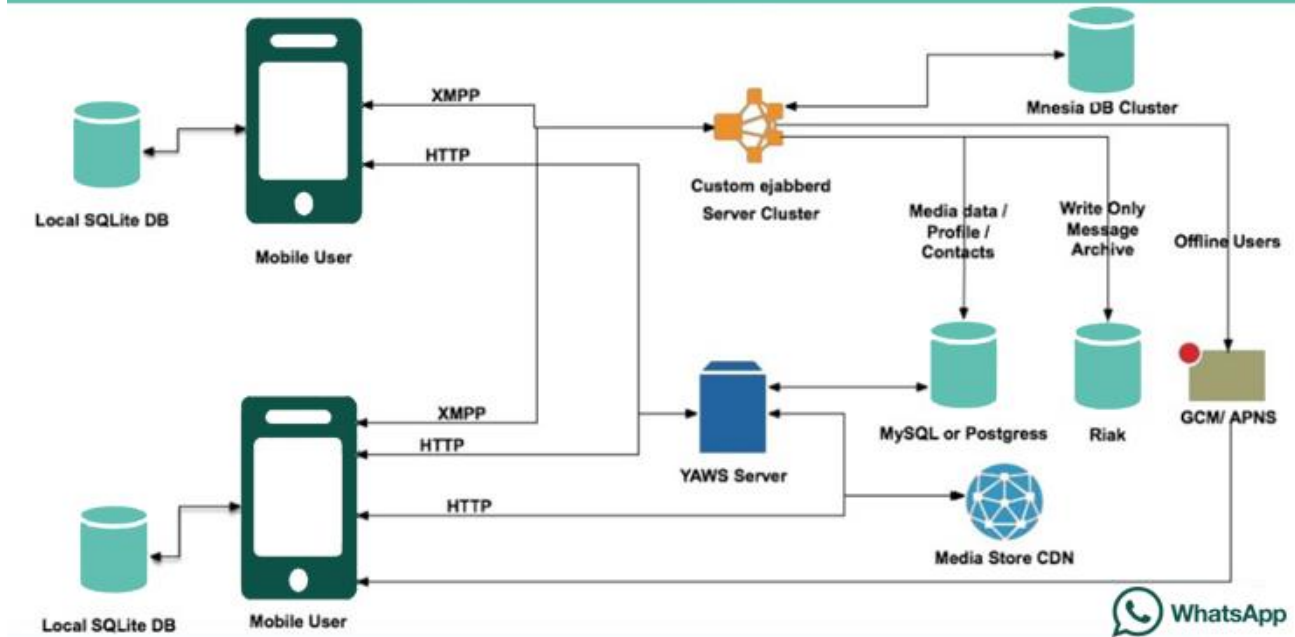 XMPP
Mnesia DB Cluster
HTTP
Custom ejabberd
Server Cluster
Local SQLite DB
Media data /
Profile /
Contacts
Write Only
Message
Archive
Offline Users
Mobile User
XMPP
HTTP
YAWS Server
MySQL or Postgress
Riak
GCM/ APNS
HTTP
Media Store CDN
Local SQLite DB
Mobile User
WhatsApp